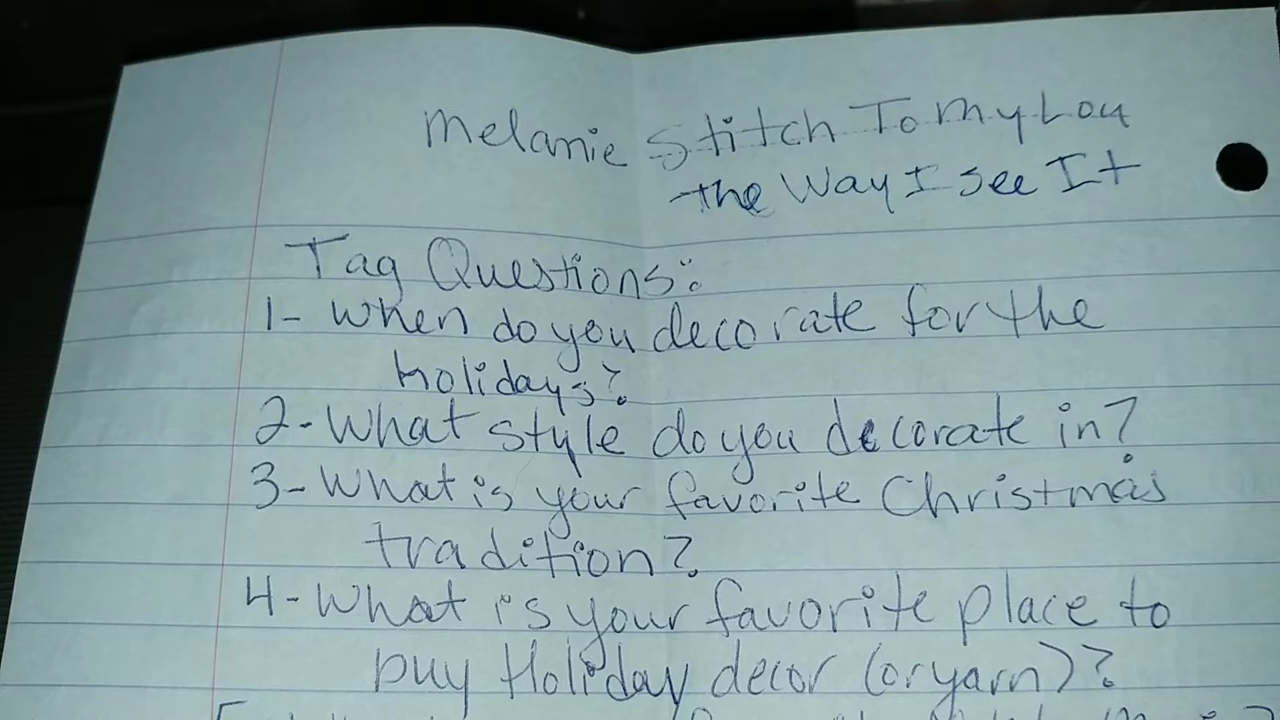 Melanie Stitch To My Lou
the Way I see It
Tag Questions:
1- When do you decorate for the
holidays?
2- What style do you decorate in?
3- What is your favorite Christmas
tradition?
4- What is your favorite place to
buy Holiday decor (or yarn)?